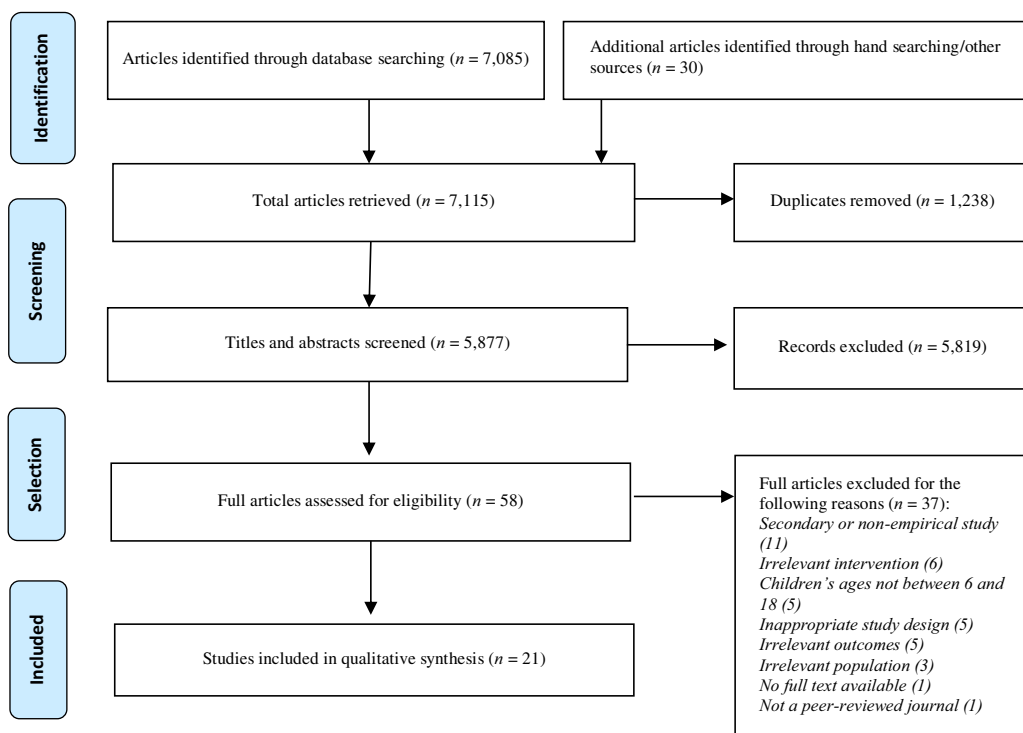 Identification
Articles identified through database searching (n = 7,085)
Additional articles identified through hand searching/other
sources (n = 30)
Screening
Total articles retrieved (n = 7,115)
Duplicates removed (n = 1,238)
Titles and abstracts screened (n = 5,877)
Records excluded (n = 5,819)
Selection
Full articles assessed for eligibility (n = 58)
Full articles excluded for the
following reasons (n = 37):
Secondary or non-empirical study
(11)
Irrelevant intervention (6)
Children’s ages not between 6 and
18 (5)
Inappropriate study design (5)
Irrelevant outcomes (5)
Irrelevant population (3)
No full text available (1)
Not a peer-reviewed journal (1)
Included
Studies included in qualitative synthesis (n = 21)